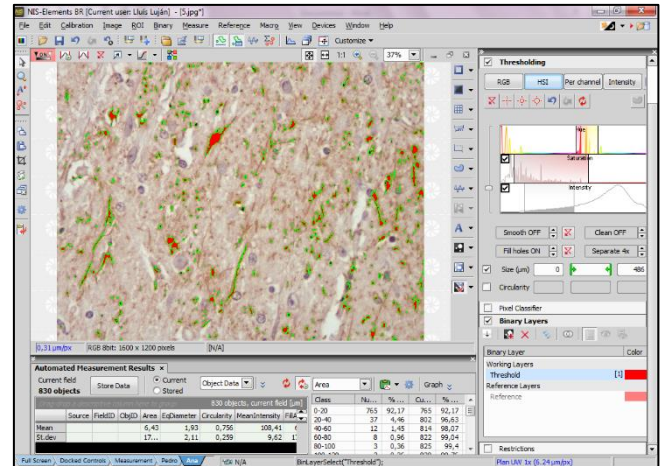 NIS-Elements BR [Current user: Lluís Luján] - [5.jpg*]
File Edit Calibration Image ROI Binary Measure Reference Macro View Devices Window Help
Customize
1:1 37%
0,31 µm/px RGB 8bit: 1600 x 1200 pixels [N/A]
Automated Measurement Results ×
Current field
830 objects
Store Data
Current
Stored
Object Data
Area
Graph
830 objects, current field [µm]
Source FieldID ObjID Area EqDiameter Circularity MeanIntensity
Mean 6,43 1,93 0,756 108,41
St.dev 17... 2,11 0,259 9,62
Class Nu... %... Cu... %...
0-20 765 92,17 765 92,17
20-40 37 4,46 802 96,63
40-60 12 1,45 814 98,07
60-80 8 0,96 822 99,04
80-100 3 0,36 825 99,4
Full Screen Docked Controls Measurement Pedro Ana
N/A
BinLayerSelect("Threshold");
Thresholding
RGB HSI Per channel Intensity
Hue
Saturation
Intensity
Smooth OFF Clean OFF
Fill holes ON Separate 4x
Size (µm) 0 486
Circularity
Pixel Classifier
Binary Layers
Binary Layer Color
Working Layers
Threshold [1]
Reference Layers
Reference
Restrictions
Plan UW 1x (6.24 µm/px)